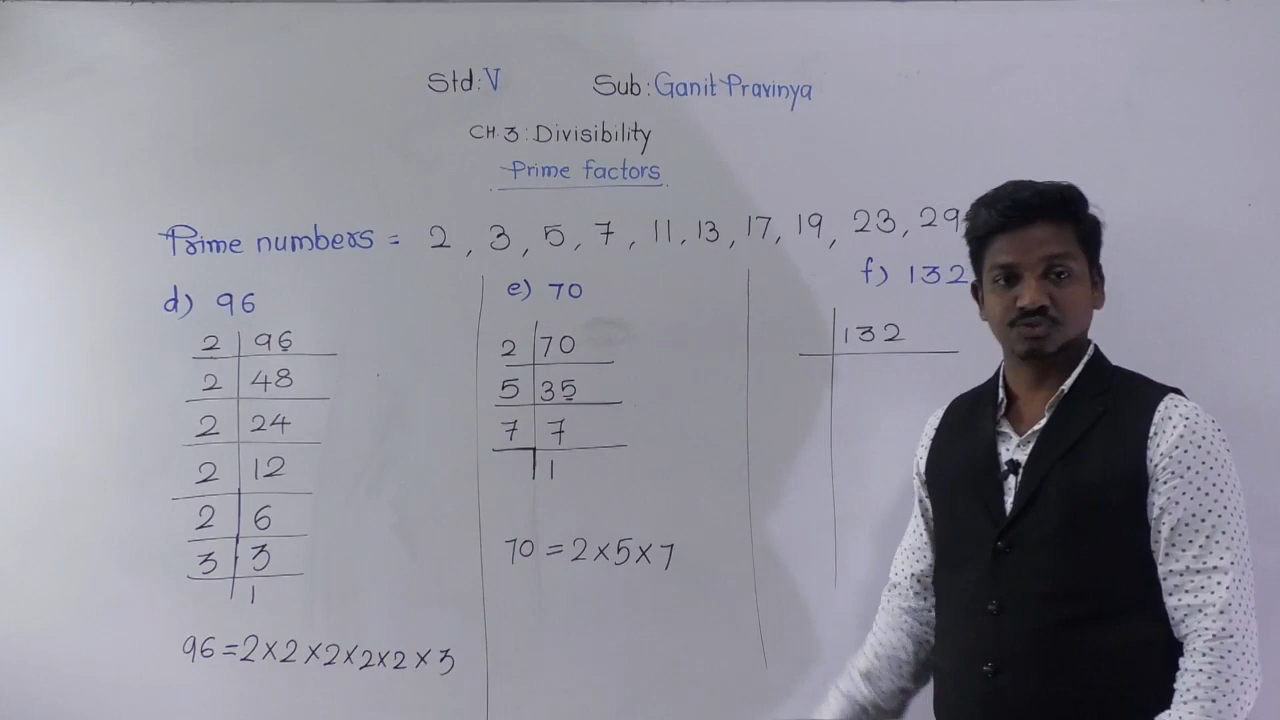 Std: V Sub: Ganit Pravinya
CH. 3: Divisibility
Prime factors
Prime numbers = 2, 3, 5, 7, 11, 13, 17, 19, 23, 29
d) 96
2 96
2 48
2 24
2 12
2 6
3 3
1
96 = 2×2×2×2×2×3
e) 70
2 70
5 35
7 7
1
70 = 2×5×7
f) 132
132